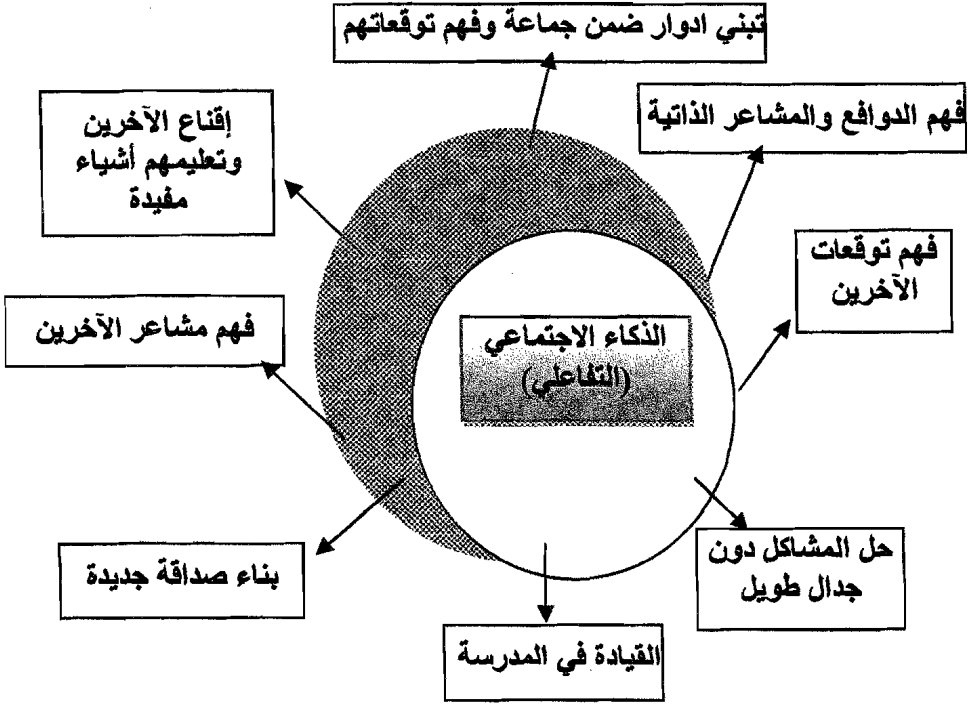 تبني ادوار ضمن جماعة وفهم توقعاتهم
فهم الدوافع والمشاعر الذاتية
إقناع الآخرين
وتعليمهم أشياء
مفيدة
فهم توقعات
الآخرين
فهم مشاعر الآخرين
الذكاء الاجتماعي
(التفاعلي)
حل المشاكل دون
جدال طويل
بناء صداقة جديدة
القيادة في المدرسة